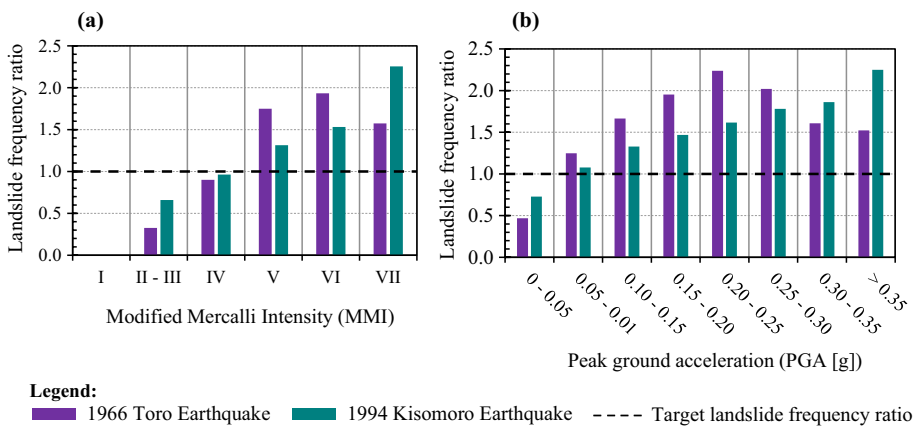 (a)
Landslide frequency ratio
2.5
2.0
1.5
1.0
0.5
0.0
I II - III IV V VI VII
Modified Mercalli Intensity (MMI)
(b)
Landslide frequency ratio
2.5
2.0
1.5
1.0
0.5
0.0
0 - 0.05
0.05 - 0.01
0.10 - 0.15
0.15 - 0.20
0.20 - 0.25
0.25 - 0.30
0.30 - 0.35
> 0.35
Peak ground acceleration (PGA [g])
Legend:
1966 Toro Earthquake 1994 Kisomoro Earthquake Target landslide frequency ratio